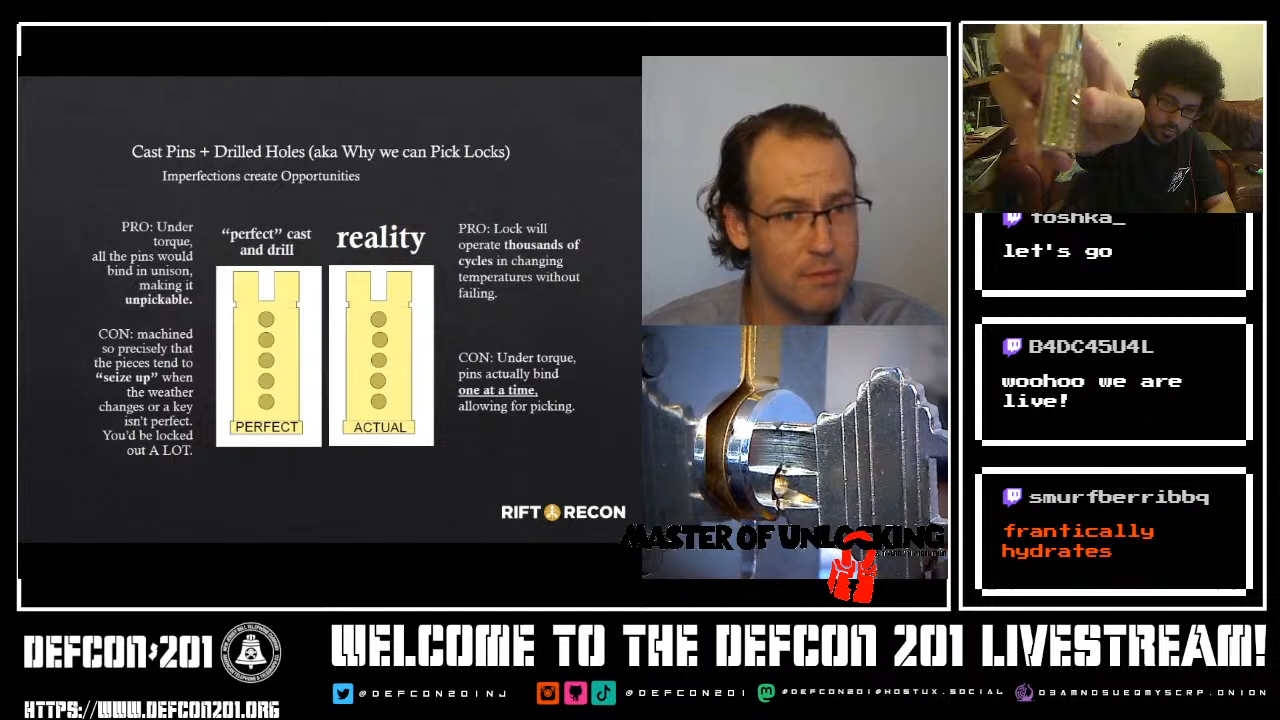 Cast Pins + Drilled Holes (aka Why we can Pick Locks)
Imperfections create Opportunities
PRO: Under
torque,
all the pins would
bind in unison,
making it
unpickable.
CON: machined
so precisely that
the pieces tend to
“seize up” when
the weather
changes or a key
isn't perfect.
You'd be locked
out A LOT.
“perfect” cast
and drill
PERFECT
reality
ACTUAL
PRO: Lock will
operate thousands of
cycles in changing
temperatures without
failing.
CON: Under torque,
pins actually bind
one at a time,
allowing for picking.
RIFT RECON
MASTER OF UNLOCKING
toshka_
let's go
B4DC45U4L
woohoo we are
live!
smurfberribbq
frantically
hydrates
DEFCON 201
WELCOME TO THE DEFCON 201 LIVESTREAM!
HTTPS://WWW.DEFCON201.ORG
@DEFCON201NJ
@DEFCON201
@DEFCON201@HOSTUX.SOCIAL